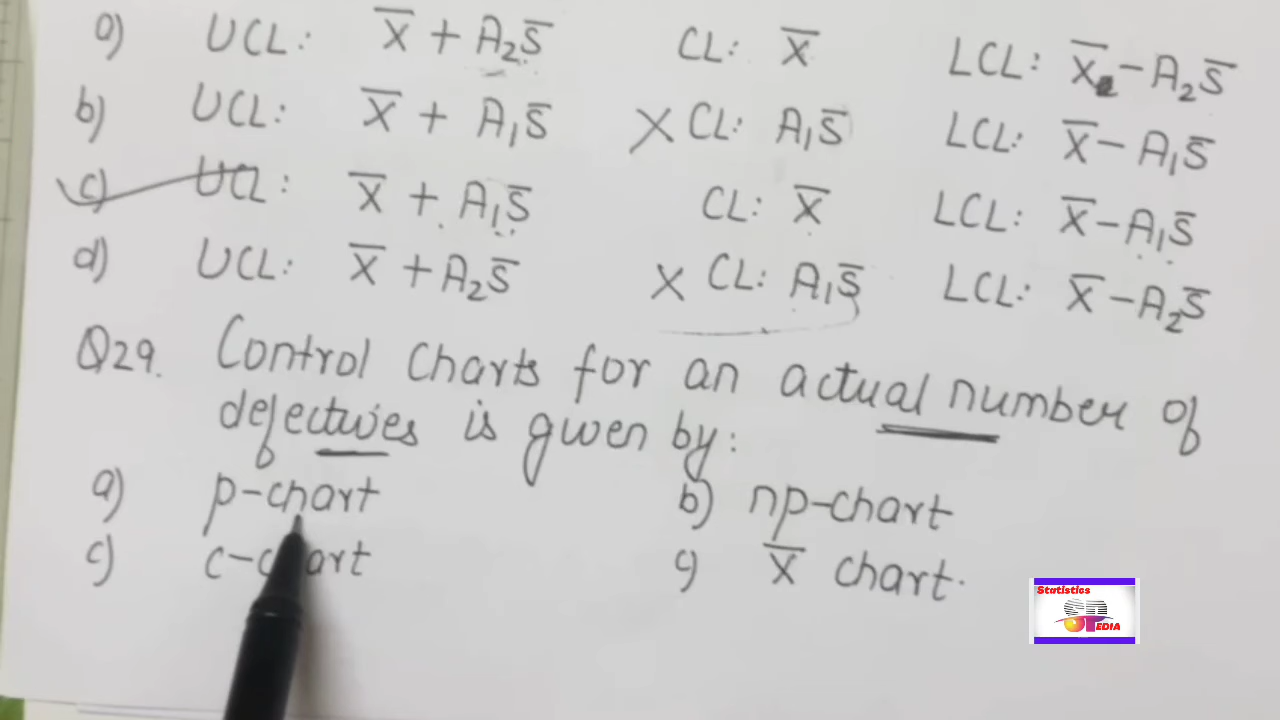 a) UCL: X̅ + A₂S̅ CL: X̅ LCL: X̅ - A₂S̅
b) UCL: X̅ + A₁S̅ X CL: A₁S̅ LCL: X̅ - A₁S̅
c) UCL: X̅ + A₁S̅ CL: X̅ LCL: X̅ - A₁S̅
d) UCL: X̅ + A₂S̅ X CL: A₁S̅ LCL: X̅ - A₂S̅
Q29. Control Charts for an actual number of
defectives is given by:
a) p-chart b) np-chart
c) c-chart c) X̅ chart.
Statistics
PEDIA